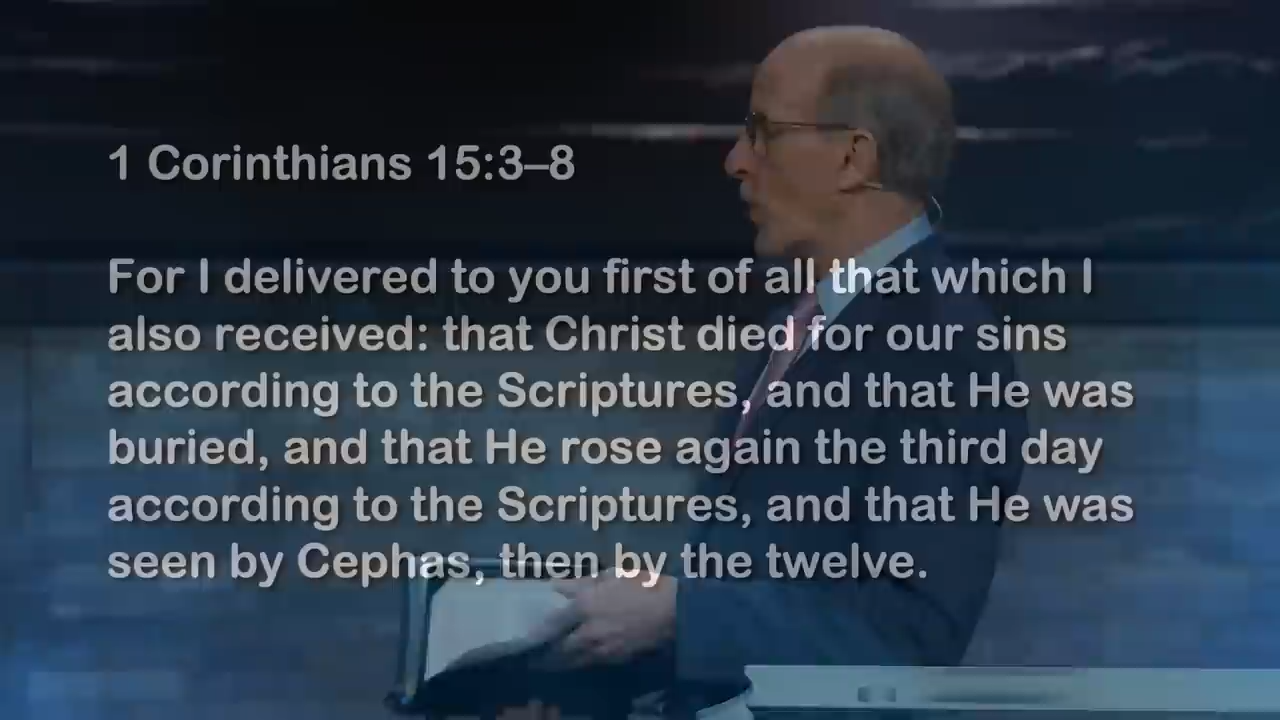 1 Corinthians 15:3–8
For I delivered to you first of all that which I
also received: that Christ died for our sins
according to the Scriptures, and that He was
buried, and that He rose again the third day
according to the Scriptures, and that He was
seen by Cephas, then by the twelve.